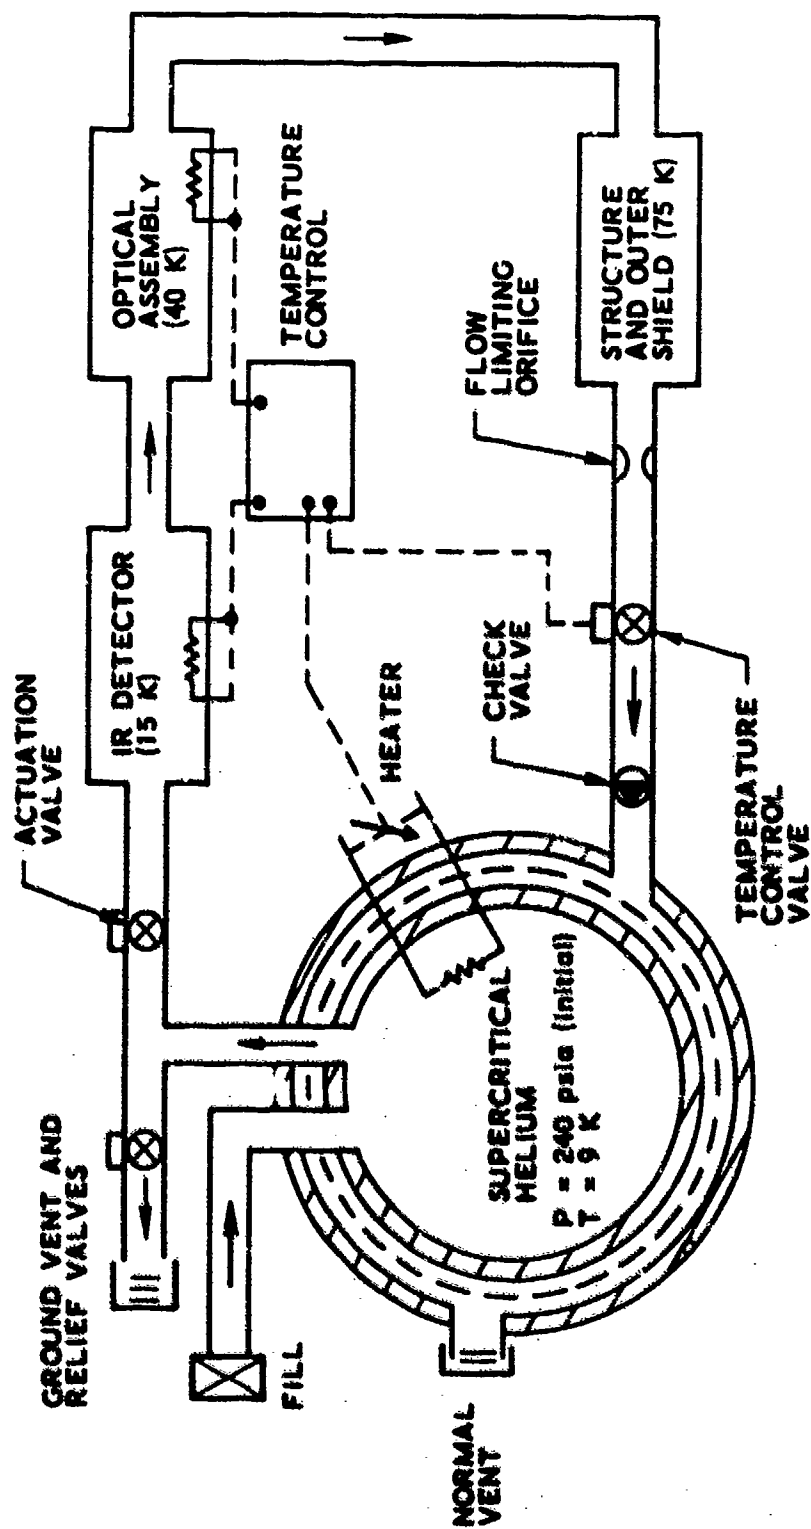 GROUND VENT AND
RELIEF VALVES
ACTUATION
VALVE
IR DETECTOR
(15 K)
OPTICAL
ASSEMBLY
(40 K)
TEMPERATURE
CONTROL
FILL
HEATER
FLOW
LIMITING
ORIFICE
NORMAL
VENT
SUPERCRITICAL
HELIUM
P = 240 psia (initial)
T = 9 K
CHECK
VALVE
STRUCTURE
AND OUTER
SHIELD (75 K)
TEMPERATURE
CONTROL
VALVE